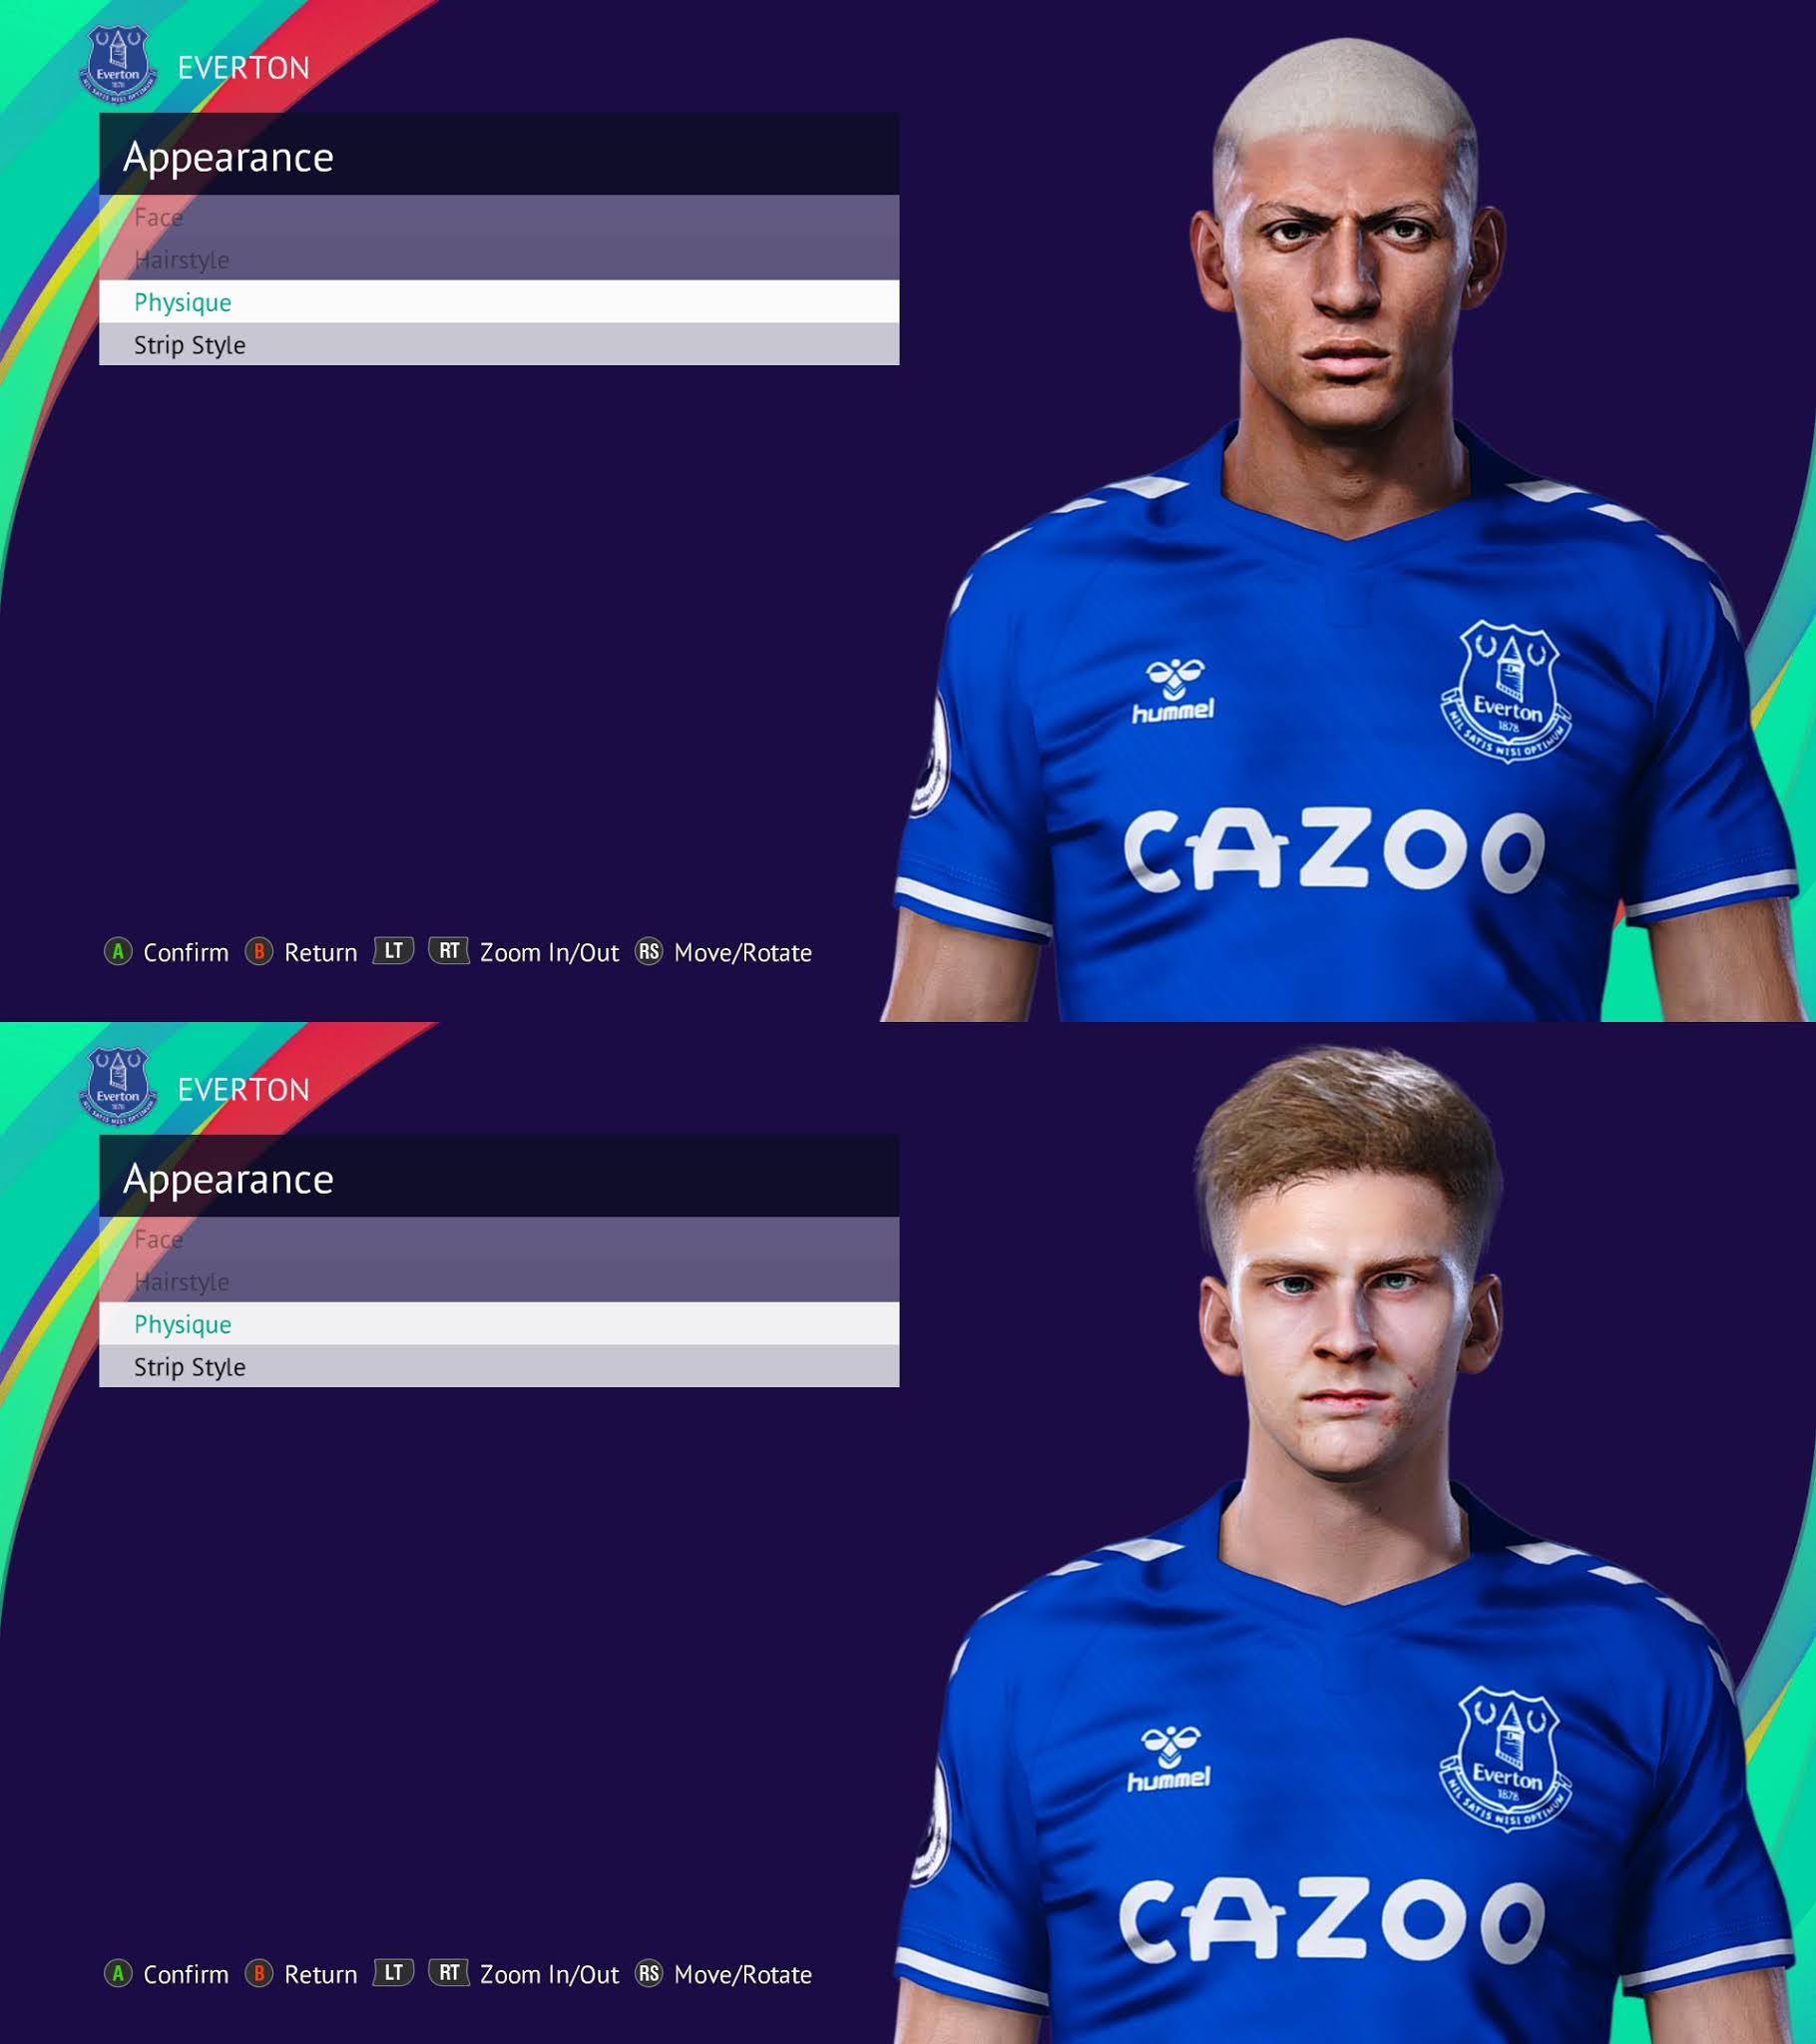 Everton
1878
NIL SATIS NISI OPTIMUM
EVERTON
Appearance
Face
Hairstyle
Physique
Strip Style
hummel
Everton
1878
NIL SATIS NISI OPTIMUM
CAZOO
A Confirm B Return LT RT Zoom In/Out RS Move/Rotate
Everton
1878
NIL SATIS NISI OPTIMUM
EVERTON
Appearance
Face
Hairstyle
Physique
Strip Style
hummel
Everton
1878
NIL SATIS NISI OPTIMUM
CAZOO
A Confirm B Return LT RT Zoom In/Out RS Move/Rotate